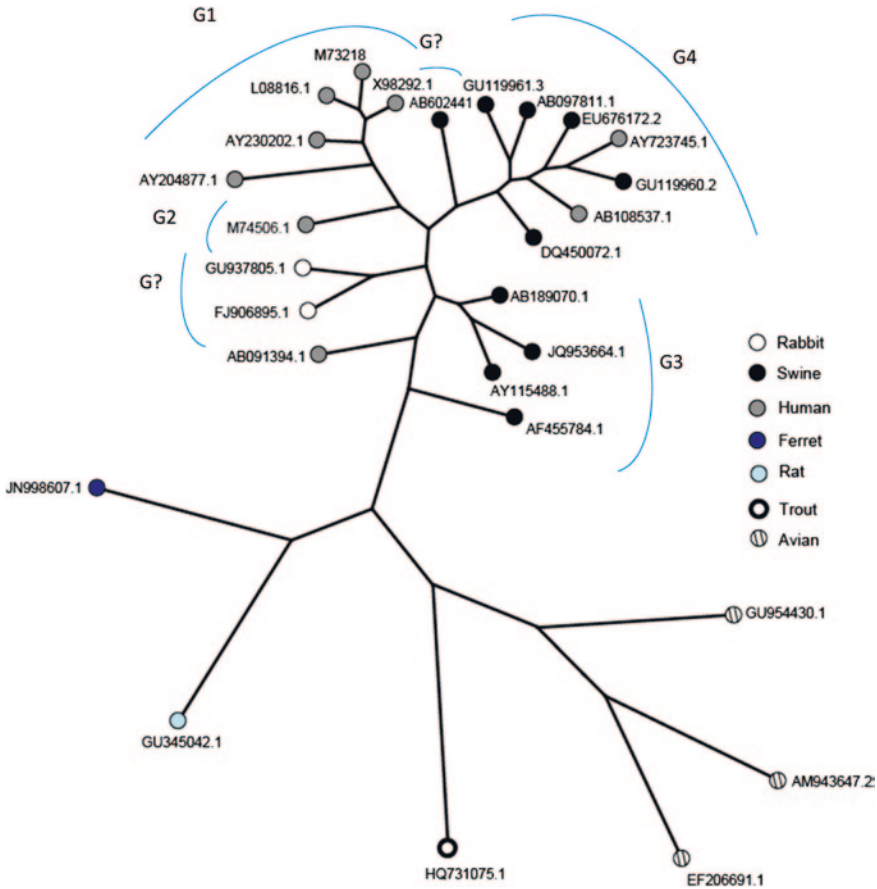 G1
G?
G4
M73218
L08816.1
X98292.1
GU119961.3
AB602441
AB097811.1
EU676172.2
AY230202.1
AY723745.1
AY204877.1
GU119960.2
G2
M74506.1
AB108537.1
DQ450072.1
GU937805.1
G?
AB189070.1
FJ906895.1
JQ953664.1
Rabbit
AB091394.1
G3
AY115488.1
Swine
Human
AF455784.1
Ferret
Rat
JN998607.1
Trout
Avian
GU954430.1
GU345042.1
AM943647.2
HQ731075.1
EF206691.1